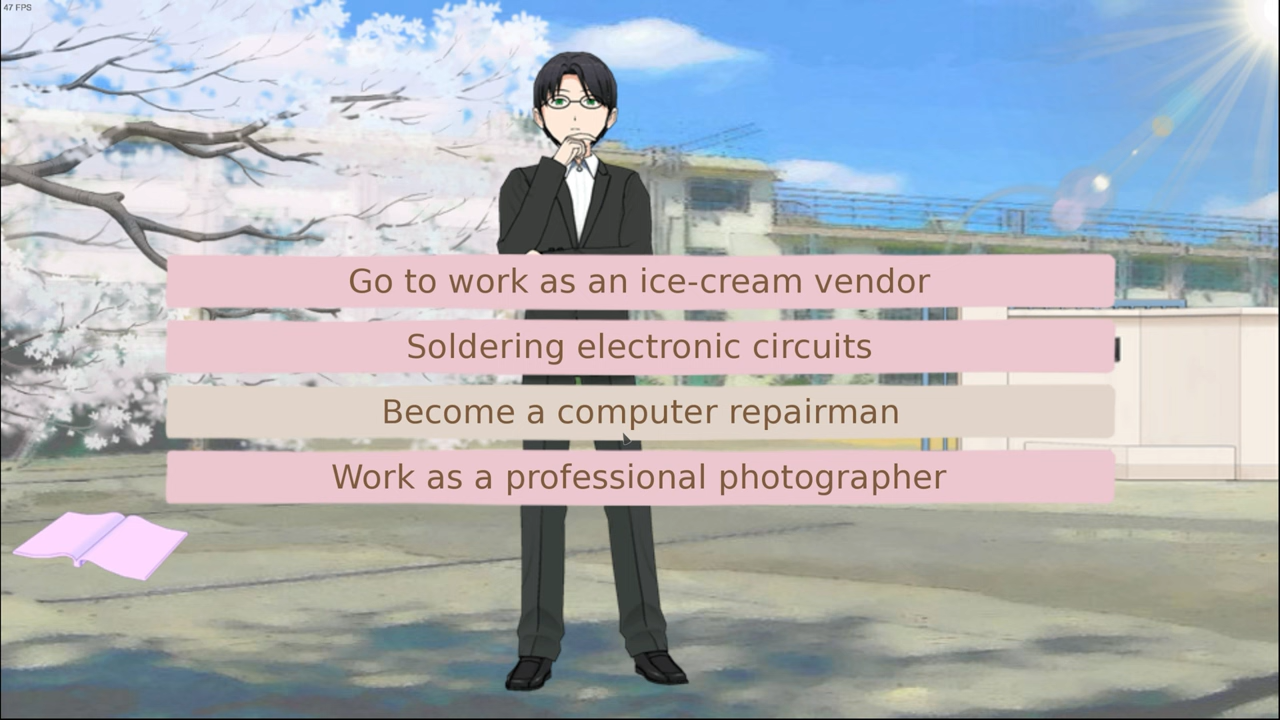 47 FPS
Go to work as an ice-cream vendor
Soldering electronic circuits
Become a computer repairman
Work as a professional photographer